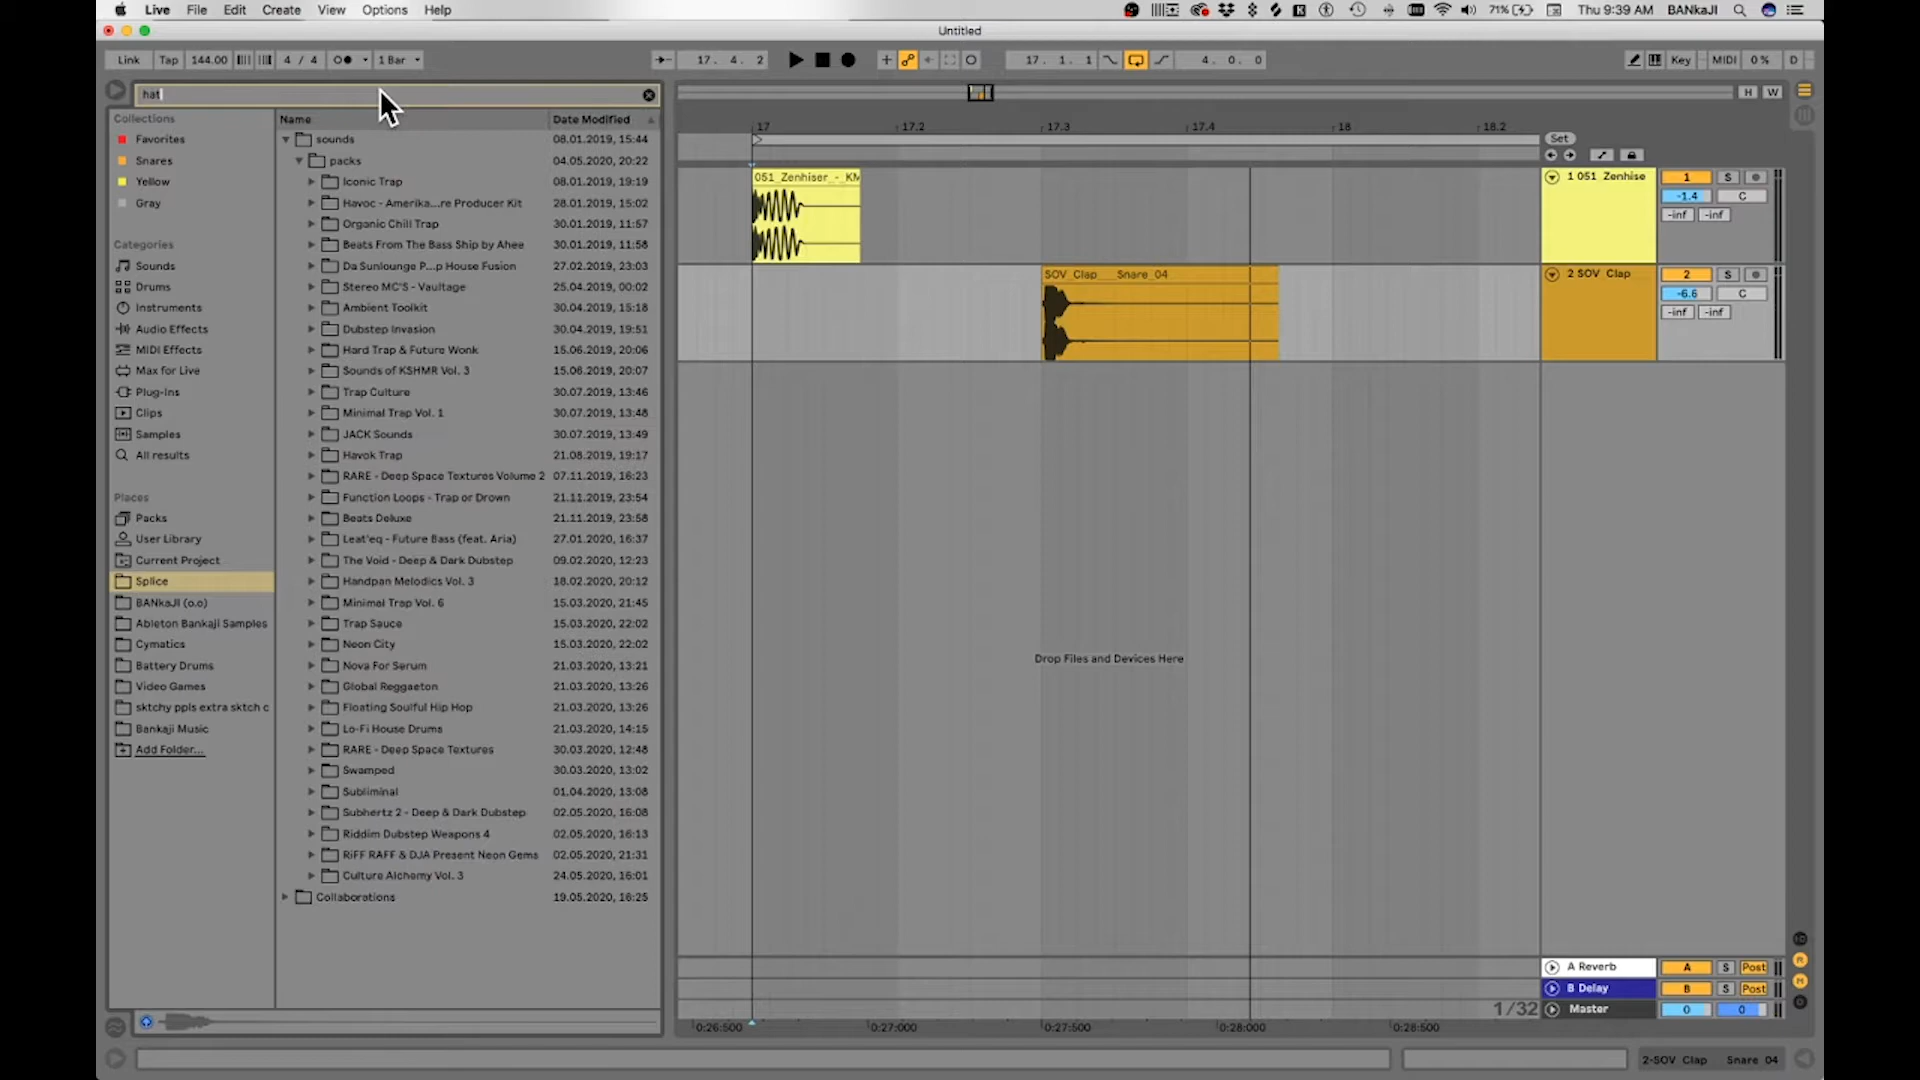 Live File Edit Create View Options Help
71% Thu 9:39 AM BANkaJI
Untitled
Link Tap 144.00 4 / 4 1 Bar 17. 4. 2 17. 1. 1 4. 0. 0 Key MIDI 0 % D
hat
H W
Collections
Favorites
Snares
Yellow
Gray
Categories
Sounds
Drums
Instruments
Audio Effects
MIDI Effects
Max for Live
Plug-Ins
Clips
Samples
All results
Places
Packs
User Library
Current Project
Splice
BANkaJI (o.o)
Ableton Bankaji Samples
Cymatics
Battery Drums
Video Games
sktchy ppls extra sktch c
Bankaji Music
Add Folder...
Name Date Modified
sounds 08.01.2019, 15:44
packs 04.05.2020, 20:22
Iconic Trap 08.01.2019, 19:19
Havoc - Amerika...re Producer Kit 28.01.2019, 15:02
Organic Chill Trap 30.01.2019, 11:57
Beats From The Bass Ship by Ahee 30.01.2019, 11:58
Da Sunlounge P...p House Fusion 27.02.2019, 23:03
Stereo MC'S - Vaultage 25.04.2019, 00:02
Ambient Toolkit 30.04.2019, 15:18
Dubstep Invasion 30.04.2019, 19:51
Hard Trap & Future Wonk 15.06.2019, 20:06
Sounds of KSHMR Vol. 3 15.06.2019, 20:07
Trap Culture 30.07.2019, 13:46
Minimal Trap Vol. 1 30.07.2019, 13:48
JACK Sounds 30.07.2019, 13:49
Havok Trap 21.08.2019, 19:17
RARE - Deep Space Textures Volume 2 07.11.2019, 16:23
Function Loops - Trap or Drown 21.11.2019, 23:54
Beats Deluxe 21.11.2019, 23:58
Leat'eq - Future Bass (feat. Aria) 27.01.2020, 16:37
The Void - Deep & Dark Dubstep 09.02.2020, 12:23
Handpan Melodics Vol. 3 18.02.2020, 20:12
Minimal Trap Vol. 6 15.03.2020, 21:45
Trap Sauce 15.03.2020, 22:02
Neon City 15.03.2020, 22:02
Nova For Serum 21.03.2020, 13:21
Global Reggaeton 21.03.2020, 13:26
Floating Soulful Hip Hop 21.03.2020, 13:26
Lo-Fi House Drums 21.03.2020, 14:15
RARE - Deep Space Textures 30.03.2020, 12:48
Swamped 30.03.2020, 13:02
Subliminal 01.04.2020, 13:08
Subhertz 2 - Deep & Dark Dubstep 02.05.2020, 16:08
Riddim Dubstep Weapons 4 02.05.2020, 16:13
RiFF RAFF & DJA Present Neon Gems 02.05.2020, 21:31
Culture Alchemy Vol. 3 24.05.2020, 16:01
Collaborations 19.05.2020, 16:25
17 17.2 17.3 17.4 18 18.2
Set
051_Zenhiser_-_KM
1 051 Zenhise 1 S
-1.4 C
-inf -inf
SOV_Clap___Snare_04
2 SOV Clap 2 S
-6.6 C
-inf -inf
Drop Files and Devices Here
A Reverb A S Post
B Delay B S Post
1/32 Master 0 0
0:26:500 0:27:000 0:27:500 0:28:000 0:28:500
2-SOV Clap Snare 04